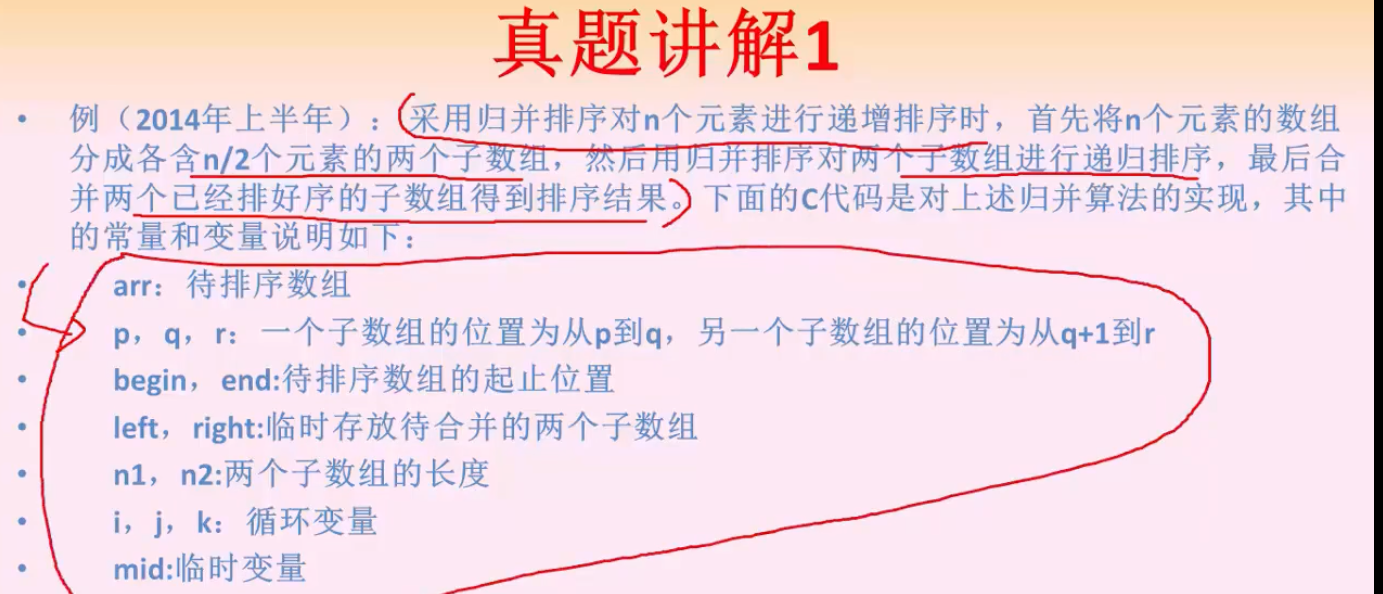 真题讲解1
• 例（2014年上半年）：采用归并排序对n个元素进行递增排序时，首先将n个元素的数组
分成各含n/2个元素的两个子数组，然后用归并排序对两个子数组进行递归排序，最后合
并两个已经排好序的子数组得到排序结果。下面的C代码是对上述归并算法的实现，其中
的常量和变量说明如下：
• arr：待排序数组
• p，q，r：一个子数组的位置为从p到q，另一个子数组的位置为从q+1到r
• begin，end:待排序数组的起止位置
• left，right:临时存放待合并的两个子数组
• n1，n2:两个子数组的长度
• i，j，k：循环变量
• mid:临时变量